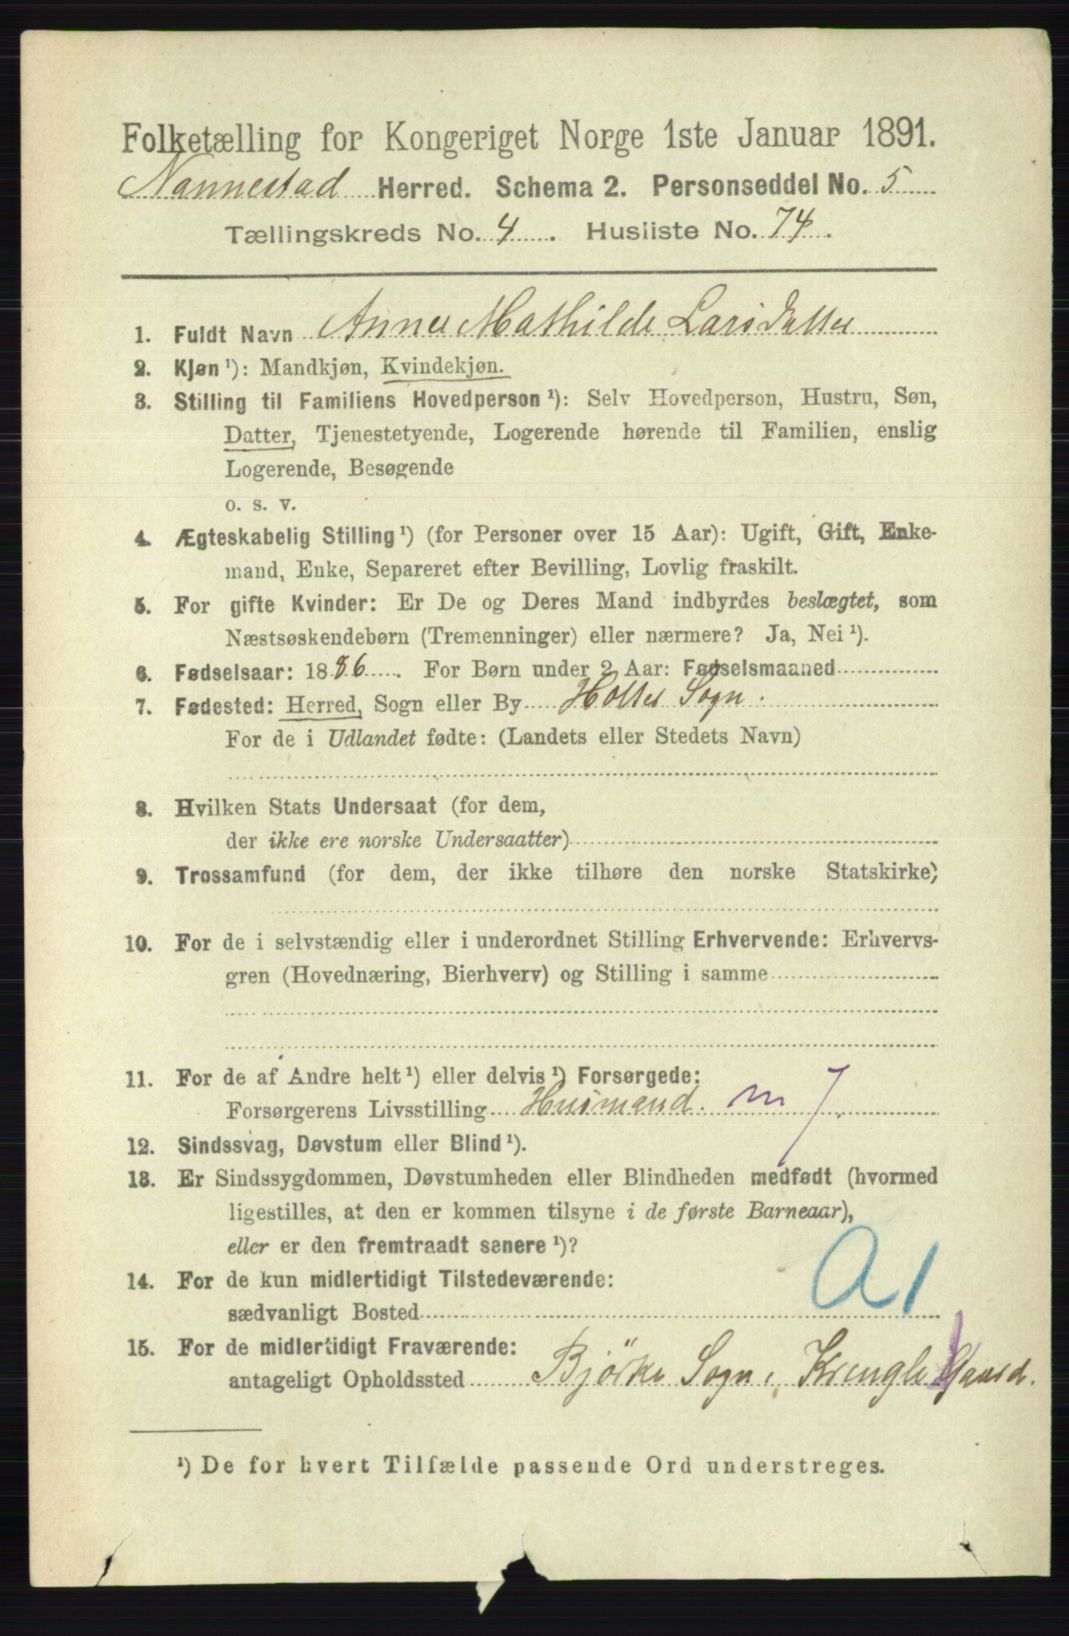 Folketælling for Kongeriget Norge 1ste Januar 1891.
Nannestad Herred. Schema 2. Personseddel No. 5
Tællingskreds No. 4. Husliste No. 74.
1. Fuldt Navn Anne Mathilde Larsdatter
2. Kjøn ¹): Mandkjøn, Kvindekjøn.
3. Stilling til Familiens Hovedperson ¹): Selv Hovedperson, Hustru, Søn,
Datter, Tjenestetyende, Logerende hørende til Familien, enslig
Logerende, Besøgende
o. s. v.
4. Ægteskabelig Stilling ¹) (for Personer over 15 Aar): Ugift, Gift, Enke-
mand, Enke, Separeret efter Bevilling, Lovlig fraskilt.
5. For gifte Kvinder: Er De og Deres Mand indbyrdes beslægtet, som
Næstsøskendebørn (Tremenninger) eller nærmere? Ja, Nei ¹).
6. Fødselsaar: 1886. For Børn under 2 Aar: Fødselsmaaned
7. Fødested: Herred, Sogn eller By Holter Sogn.
For de i Udlandet fødte: (Landets eller Stedets Navn)
8. Hvilken Stats Undersaat (for dem,
der ikke ere norske Undersaatter)
9. Trossamfund (for dem, der ikke tilhøre den norske Statskirke)
10. For de i selvstændig eller i underordnet Stilling Erhvervende: Erhvervs-
gren (Hovednæring, Bierhverv) og Stilling i samme
11. For de af Andre helt ¹) eller delvis ¹) Forsørgede:
Forsørgerens Livsstilling Husmand. m J.
12. Sindssvag, Døvstum eller Blind ¹).
13. Er Sindssygdommen, Døvstumheden eller Blindheden medfødt (hvormed
ligestilles, at den er kommen tilsyne i de første Barneaar),
eller er den fremtraadt senere ¹)?
14. For de kun midlertidigt Tilstedeværende:
sædvanligt Bosted a1
15. For de midlertidigt Fraværende:
antageligt Opholdssted Bjørke Sogn, Krengle Gaard.
¹) De for hvert Tilfælde passende Ord understreges.